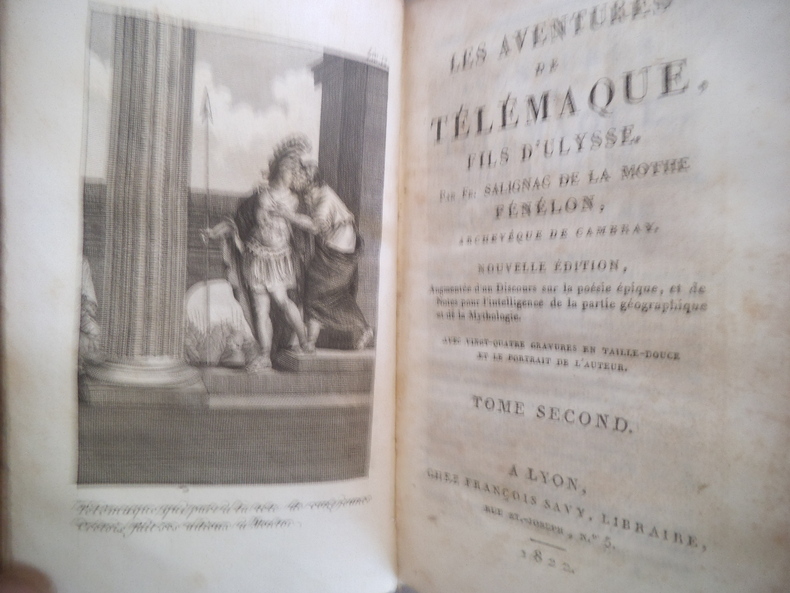 Télémaque
LES AVENTURES
DE
TÉLÉMAQUE,
FILS D'ULYSSE,
PAR FR: SALIGNAC DE LA MOTHE
FÉNÉLON,
ARCHEVÊQUE DE CAMBRAY.
NOUVELLE ÉDITION,
Augmentée d'un Discours sur la poésie épique, et de
Notes pour l'intelligence de la partie géographique
et de la Mythologie.
AVEC VINGT-QUATRE GRAVURES EN TAILLE-DOUCE
ET LE PORTRAIT DE L'AUTEUR.
TOME SECOND.
A LYON,
CHEZ FRANÇOIS SAVY, LIBRAIRE,
RUE ST.-JOSEPH, N.º 5.
1822.